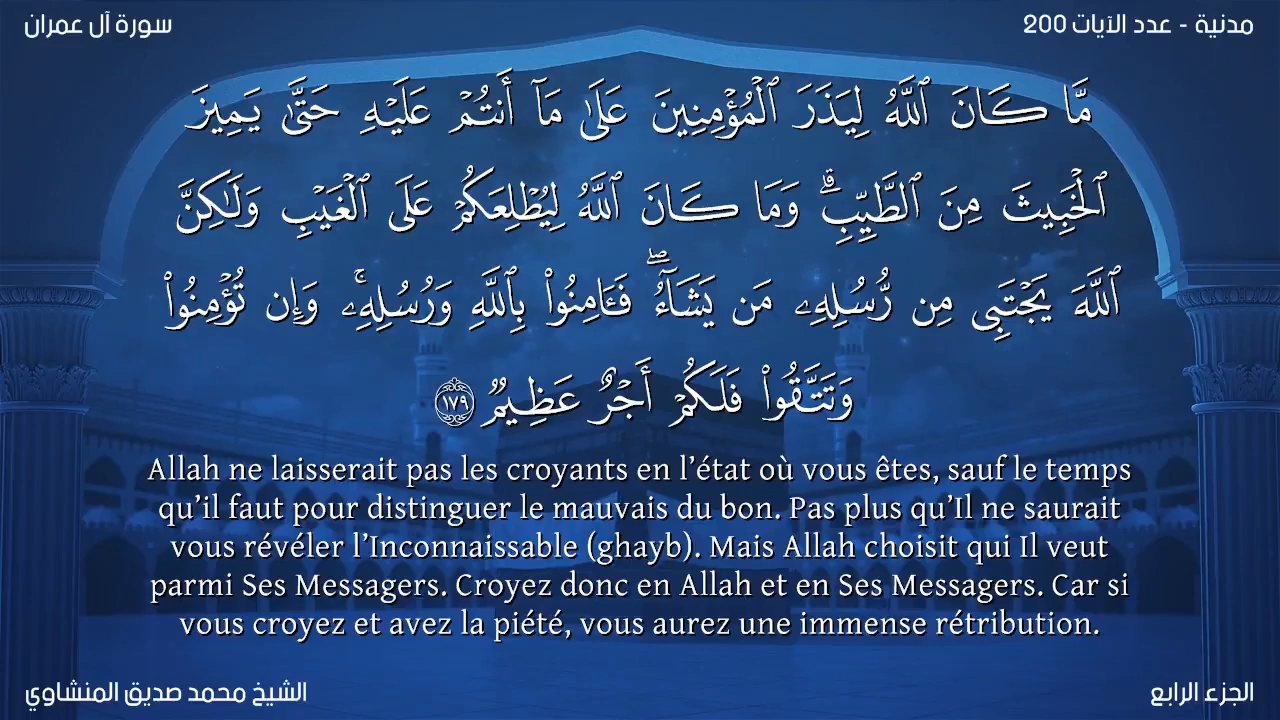 سورة آل عمران
مدنية - عدد الآيات 200
مَّا كَانَ ٱللَّهُ لِيَذَرَ ٱلْمُؤْمِنِينَ عَلَىٰ مَآ أَنتُمْ عَلَيْهِ حَتَّىٰ يَمِيزَ
ٱلْخَبِيثَ مِنَ ٱلطَّيِّبِ ۗ وَمَا كَانَ ٱللَّهُ لِيُطْلِعَكُمْ عَلَى ٱلْغَيْبِ وَلَـٰكِنَّ
ٱللَّهَ يَجْتَبِى مِن رُّسُلِهِۦ مَن يَشَآءُ ۖ فَـَٔامِنُوا۟ بِٱللَّهِ وَرُسُلِهِۦ ۚ وَإِن تُؤْمِنُوا۟
وَتَتَّقُوا۟ فَلَكُمْ أَجْرٌ عَظِيمٌ ١٧٩
Allah ne laisserait pas les croyants en l’état où vous êtes, sauf le temps
qu’il faut pour distinguer le mauvais du bon. Pas plus qu’Il ne saurait
vous révéler l’Inconnaissable (ghayb). Mais Allah choisit qui Il veut
parmi Ses Messagers. Croyez donc en Allah et en Ses Messagers. Car si
vous croyez et avez la piété, vous aurez une immense rétribution.
الشيخ محمد صديق المنشاوي
الجزء الرابع